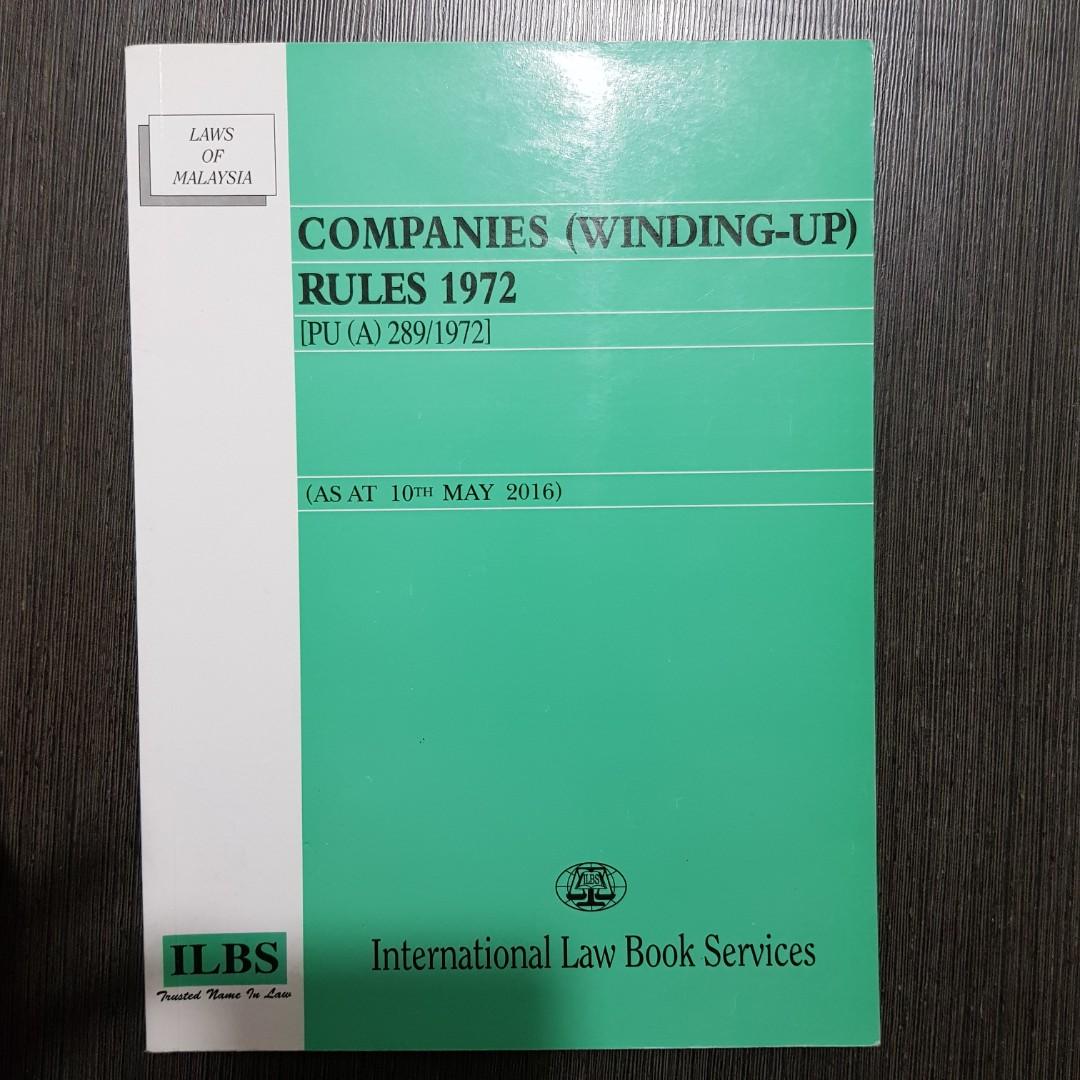 LAWS
OF
MALAYSIA
COMPANIES (WINDING-UP)
RULES 1972
[PU (A) 289/1972]
(AS AT 10TH MAY 2016)
ILBS
International Law Book Services
ILBS
Trusted Name In Law